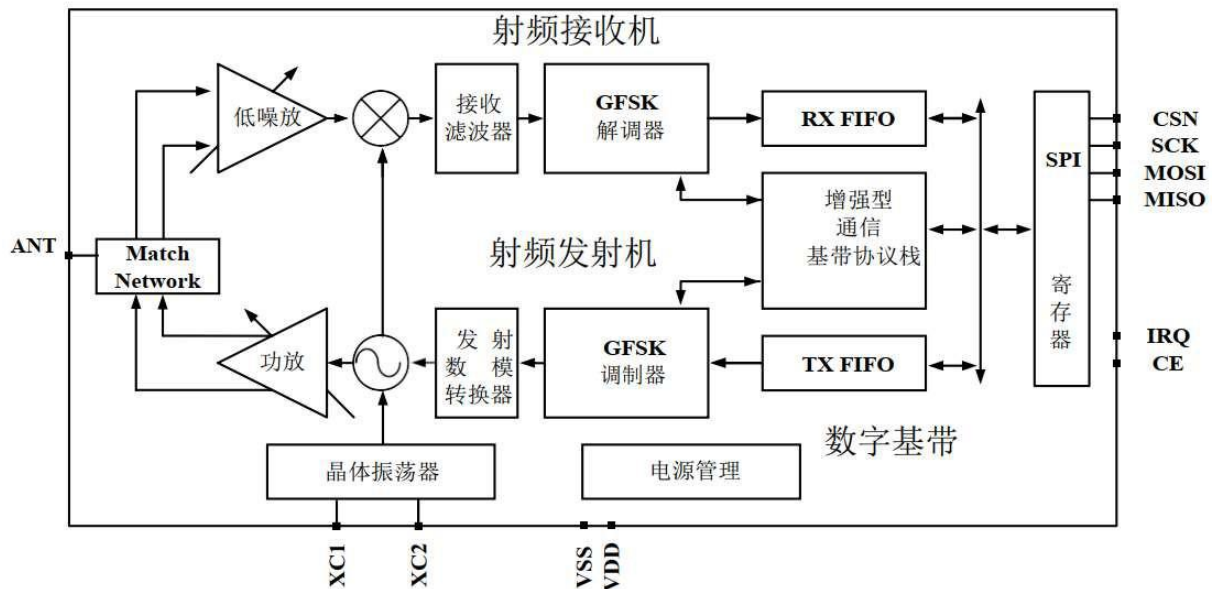 射频接收机
低噪放
接收
滤波器
GFSK
解调器
RX FIFO
SPI
寄存器
CSN
SCK
MOSI
MISO
增强型
通信
基带协议栈
ANT
Match
Network
射频发射机
功放
发 射
数 模
转换器
GFSK
调制器
TX FIFO
IRQ
CE
数字基带
晶体振荡器
电源管理
XC1
XC2
VSS
VDD